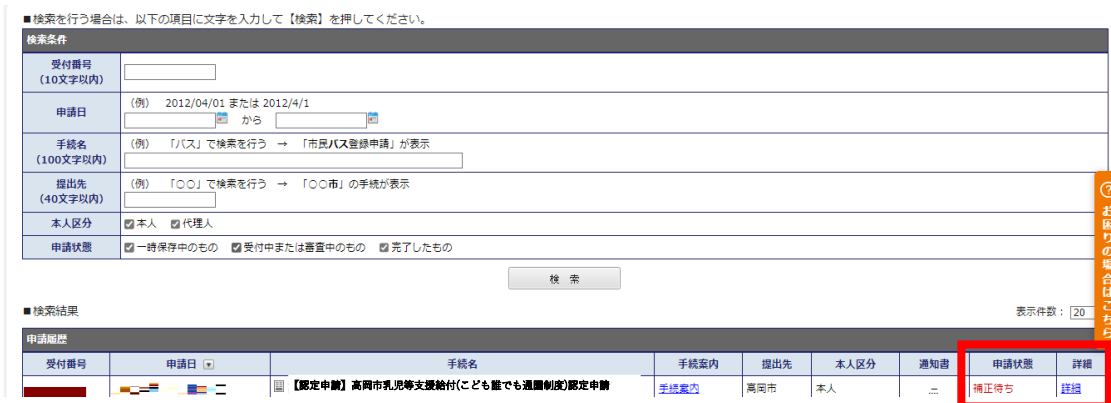 ■検索を行う場合は、以下の項目に文字を入力して【検索】を押してください。
検索条件
受付番号
(10文字以内)
申請日
(例) 2012/04/01 または 2012/4/1
から
手続名
(100文字以内)
(例) 「バス」で検索を行う → 「市民バス登録申請」が表示
提出先
(40文字以内)
(例) 「○○」で検索を行う → 「○○市」の手続が表示
本人区分
本人 代理人
申請状態
一時保存中のもの 受付中または審査中のもの 完了したもの
検 索
? お困りの場合はこちら
■検索結果
表示件数: 20
申請履歴
受付番号 申請日 ▼ 手続名 手続案内 提出先 本人区分 通知書 申請状態 詳細
【認定申請】高岡市乳児等支援給付(こども誰でも通園制度)認定申請 手続案内 高岡市 本人 - 補正待ち 詳細